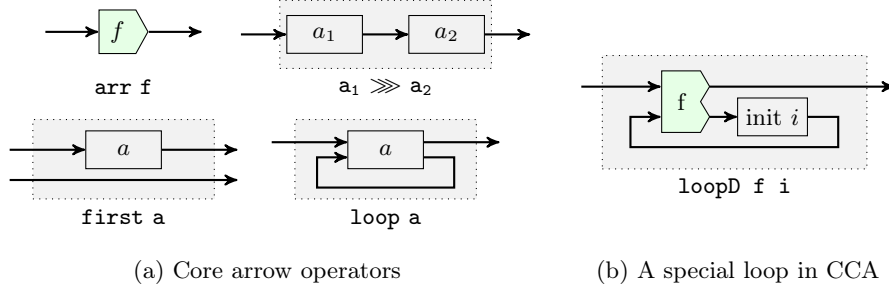 f
arr f
a₁ a₂
a₁ ⋙ a₂
a
first a
a
loop a
f
init i
loopD f i
(a) Core arrow operators
(b) A special loop in CCA